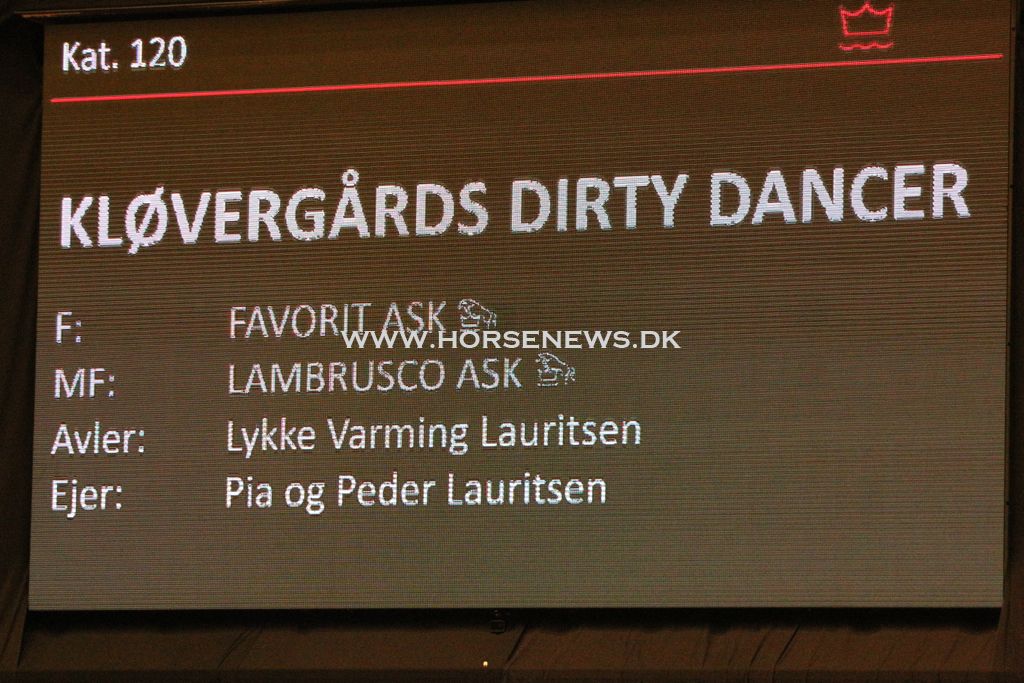 Kat. 120
KLØVERGÅRDS DIRTY DANCER
F: FAVORIT ASK
WWW.HORSENEWS.DK
MF: LAMBRUSCO ASK
Avler: Lykke Varming Lauritsen
Ejer: Pia og Peder Lauritsen